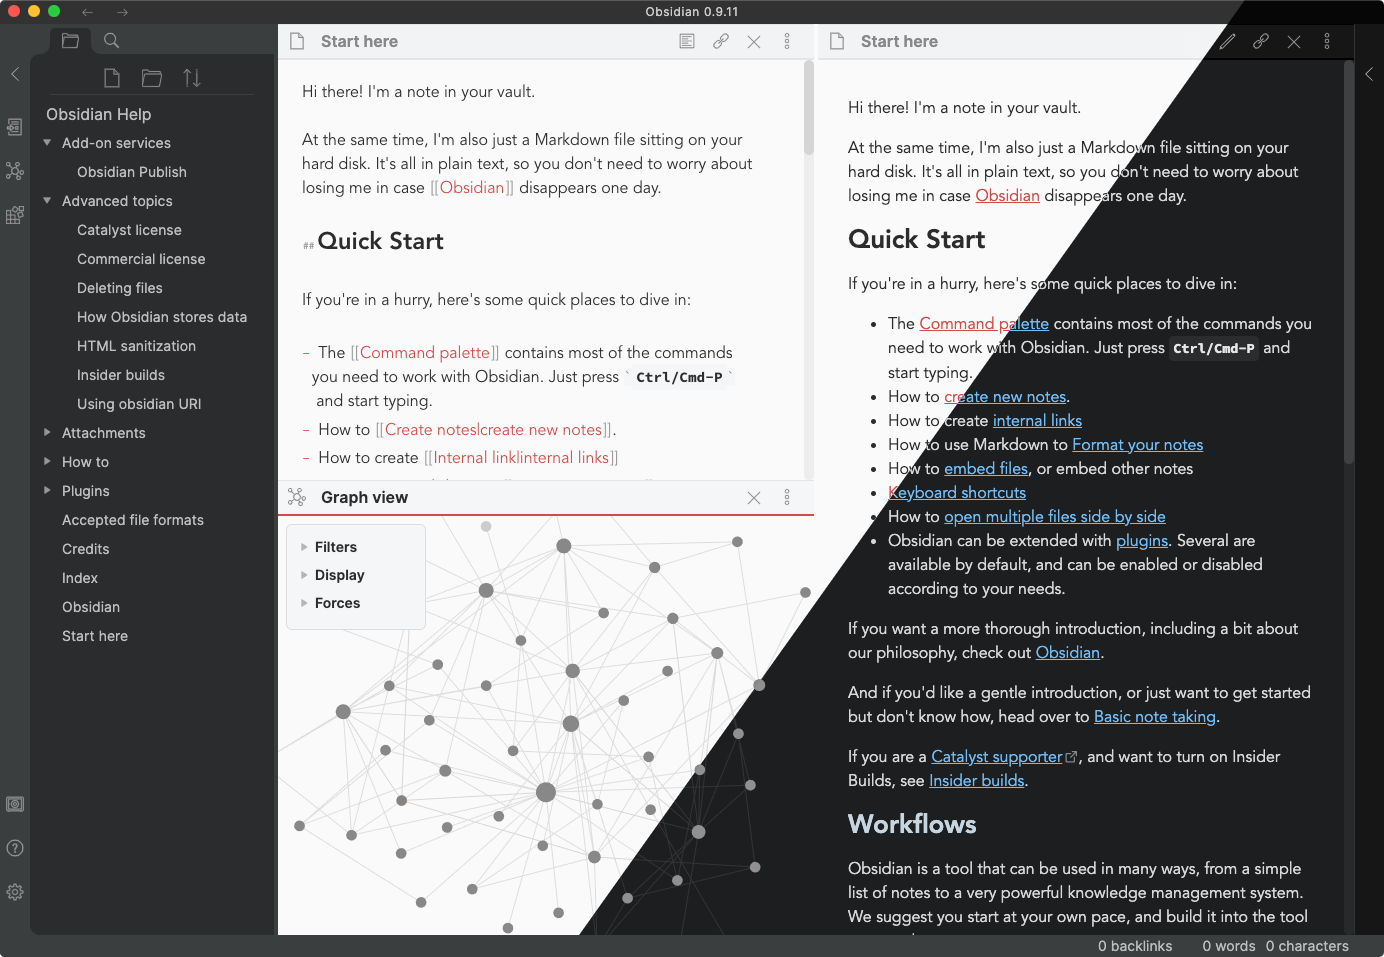 Obsidian 0.9.11
Obsidian Help
Add-on services
Obsidian Publish
Advanced topics
Catalyst license
Commercial license
Deleting files
How Obsidian stores data
HTML sanitization
Insider builds
Using obsidian URI
Attachments
How to
Plugins
Accepted file formats
Credits
Index
Obsidian
Start here
Start here
Hi there! I'm a note in your vault.
At the same time, I'm also just a Markdown file sitting on your
hard disk. It's all in plain text, so you don't need to worry about
losing me in case [[Obsidian]] disappears one day.
## Quick Start
If you're in a hurry, here's some quick places to dive in:
- The [[Command palette]] contains most of the commands
you need to work with Obsidian. Just press `Ctrl/Cmd-P`
and start typing.
- How to [[Create notes|create new notes]].
- How to create [[Internal link|internal links]]
Graph view
Filters
Display
Forces
Start here
Hi there! I'm a note in your vault.
At the same time, I'm also just a Markdown file sitting on your
hard disk. It's all in plain text, so you don't need to worry about
losing me in case Obsidian disappears one day.
Quick Start
If you're in a hurry, here's some quick places to dive in:
• The Command palette contains most of the commands you
need to work with Obsidian. Just press Ctrl/Cmd-P and
start typing.
• How to create new notes.
• How to create internal links
• How to use Markdown to Format your notes
• How to embed files, or embed other notes
• Keyboard shortcuts
• How to open multiple files side by side
• Obsidian can be extended with plugins. Several are
available by default, and can be enabled or disabled
according to your needs.
If you want a more thorough introduction, including a bit about
our philosophy, check out Obsidian.
And if you'd like a gentle introduction, or just want to get started
but don't know how, head over to Basic note taking.
If you are a Catalyst supporter, and want to turn on Insider
Builds, see Insider builds.
Workflows
Obsidian is a tool that can be used in many ways, from a simple
list of notes to a very powerful knowledge management system.
We suggest you start at your own pace, and build it into the tool
0 backlinks 0 words 0 characters